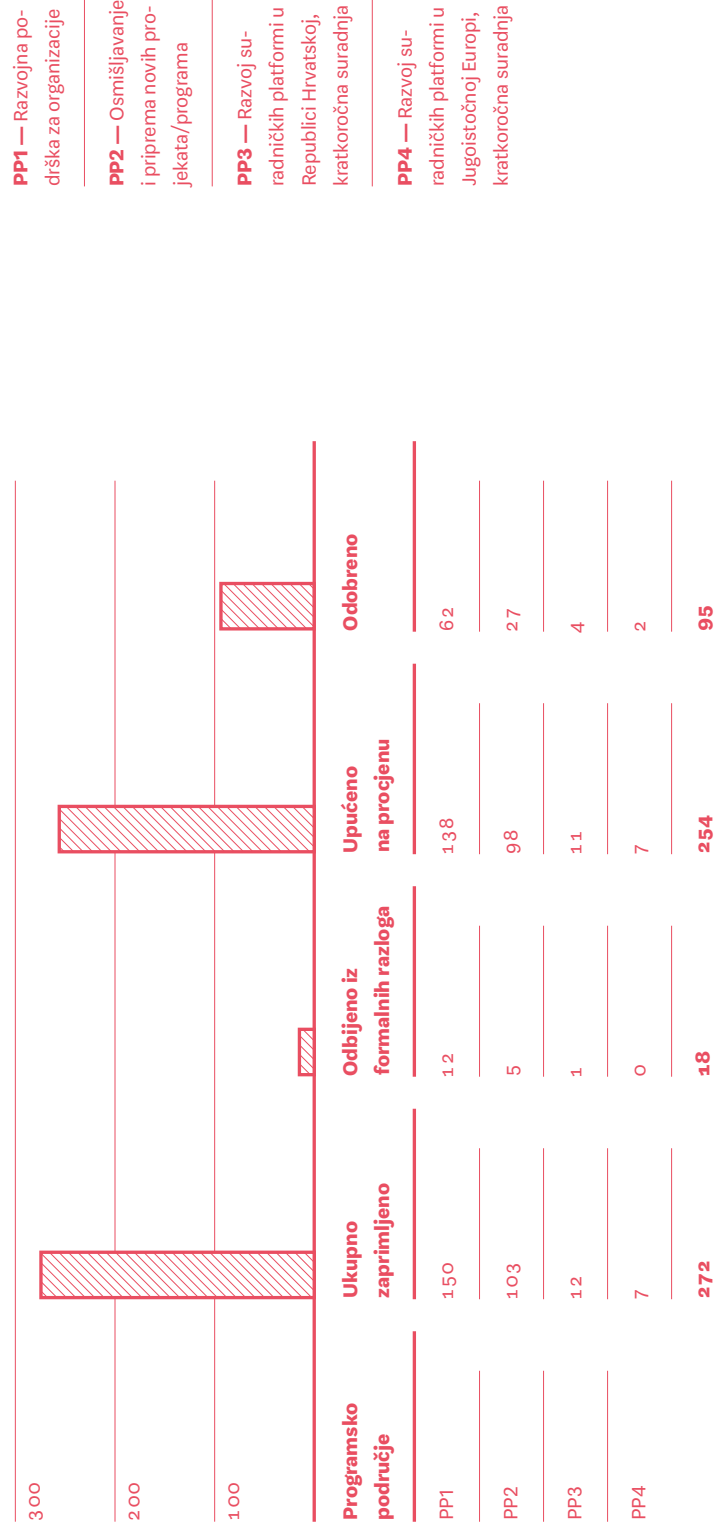 300
200
100
Programsko
područje
Ukupno
zaprimljeno
Odbijeno iz
formalnih razloga
Upućeno
na procjenu
Odobreno
PP1 150 12 138 62
PP2 103 5 98 27
PP3 12 1 11 4
PP4 7 0 7 2
272 18 254 95
PP1 — Razvojna po-
drška za organizacije
PP2 — Osmišljavanje
i priprema novih pro-
jekata/programa
PP3 — Razvoj su-
radničkih platformi u
Republici Hrvatskoj,
kratkoročna suradnja
PP4 — Razvoj su-
radničkih platformi u
Jugoistočnoj Europi,
kratkoročna suradnja